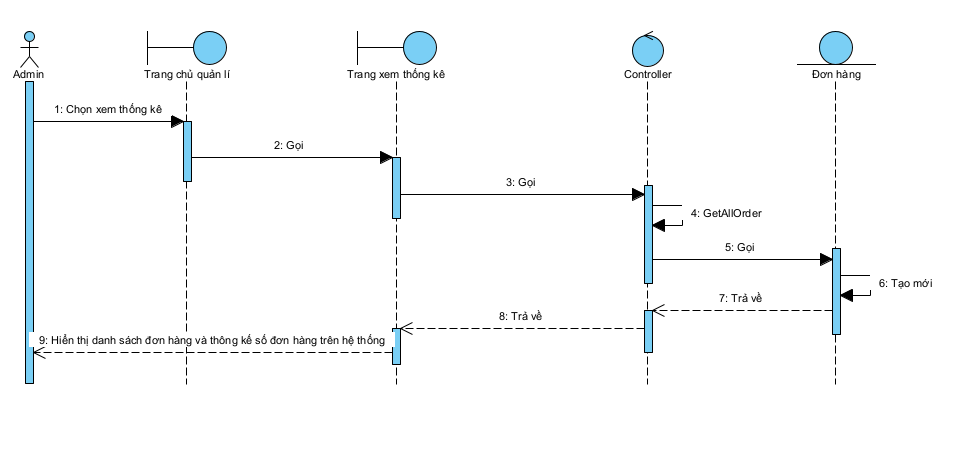 Admin
Trang chủ quản lí
Trang xem thống kê
Controller
Đơn hàng
1: Chọn xem thống kê
2: Gọi
3: Gọi
4: GetAllOrder
5: Gọi
6: Tạo mới
7: Trả về
8: Trả về
9: Hiển thị danh sách đơn hàng và thông kế số đơn hàng trên hệ thống